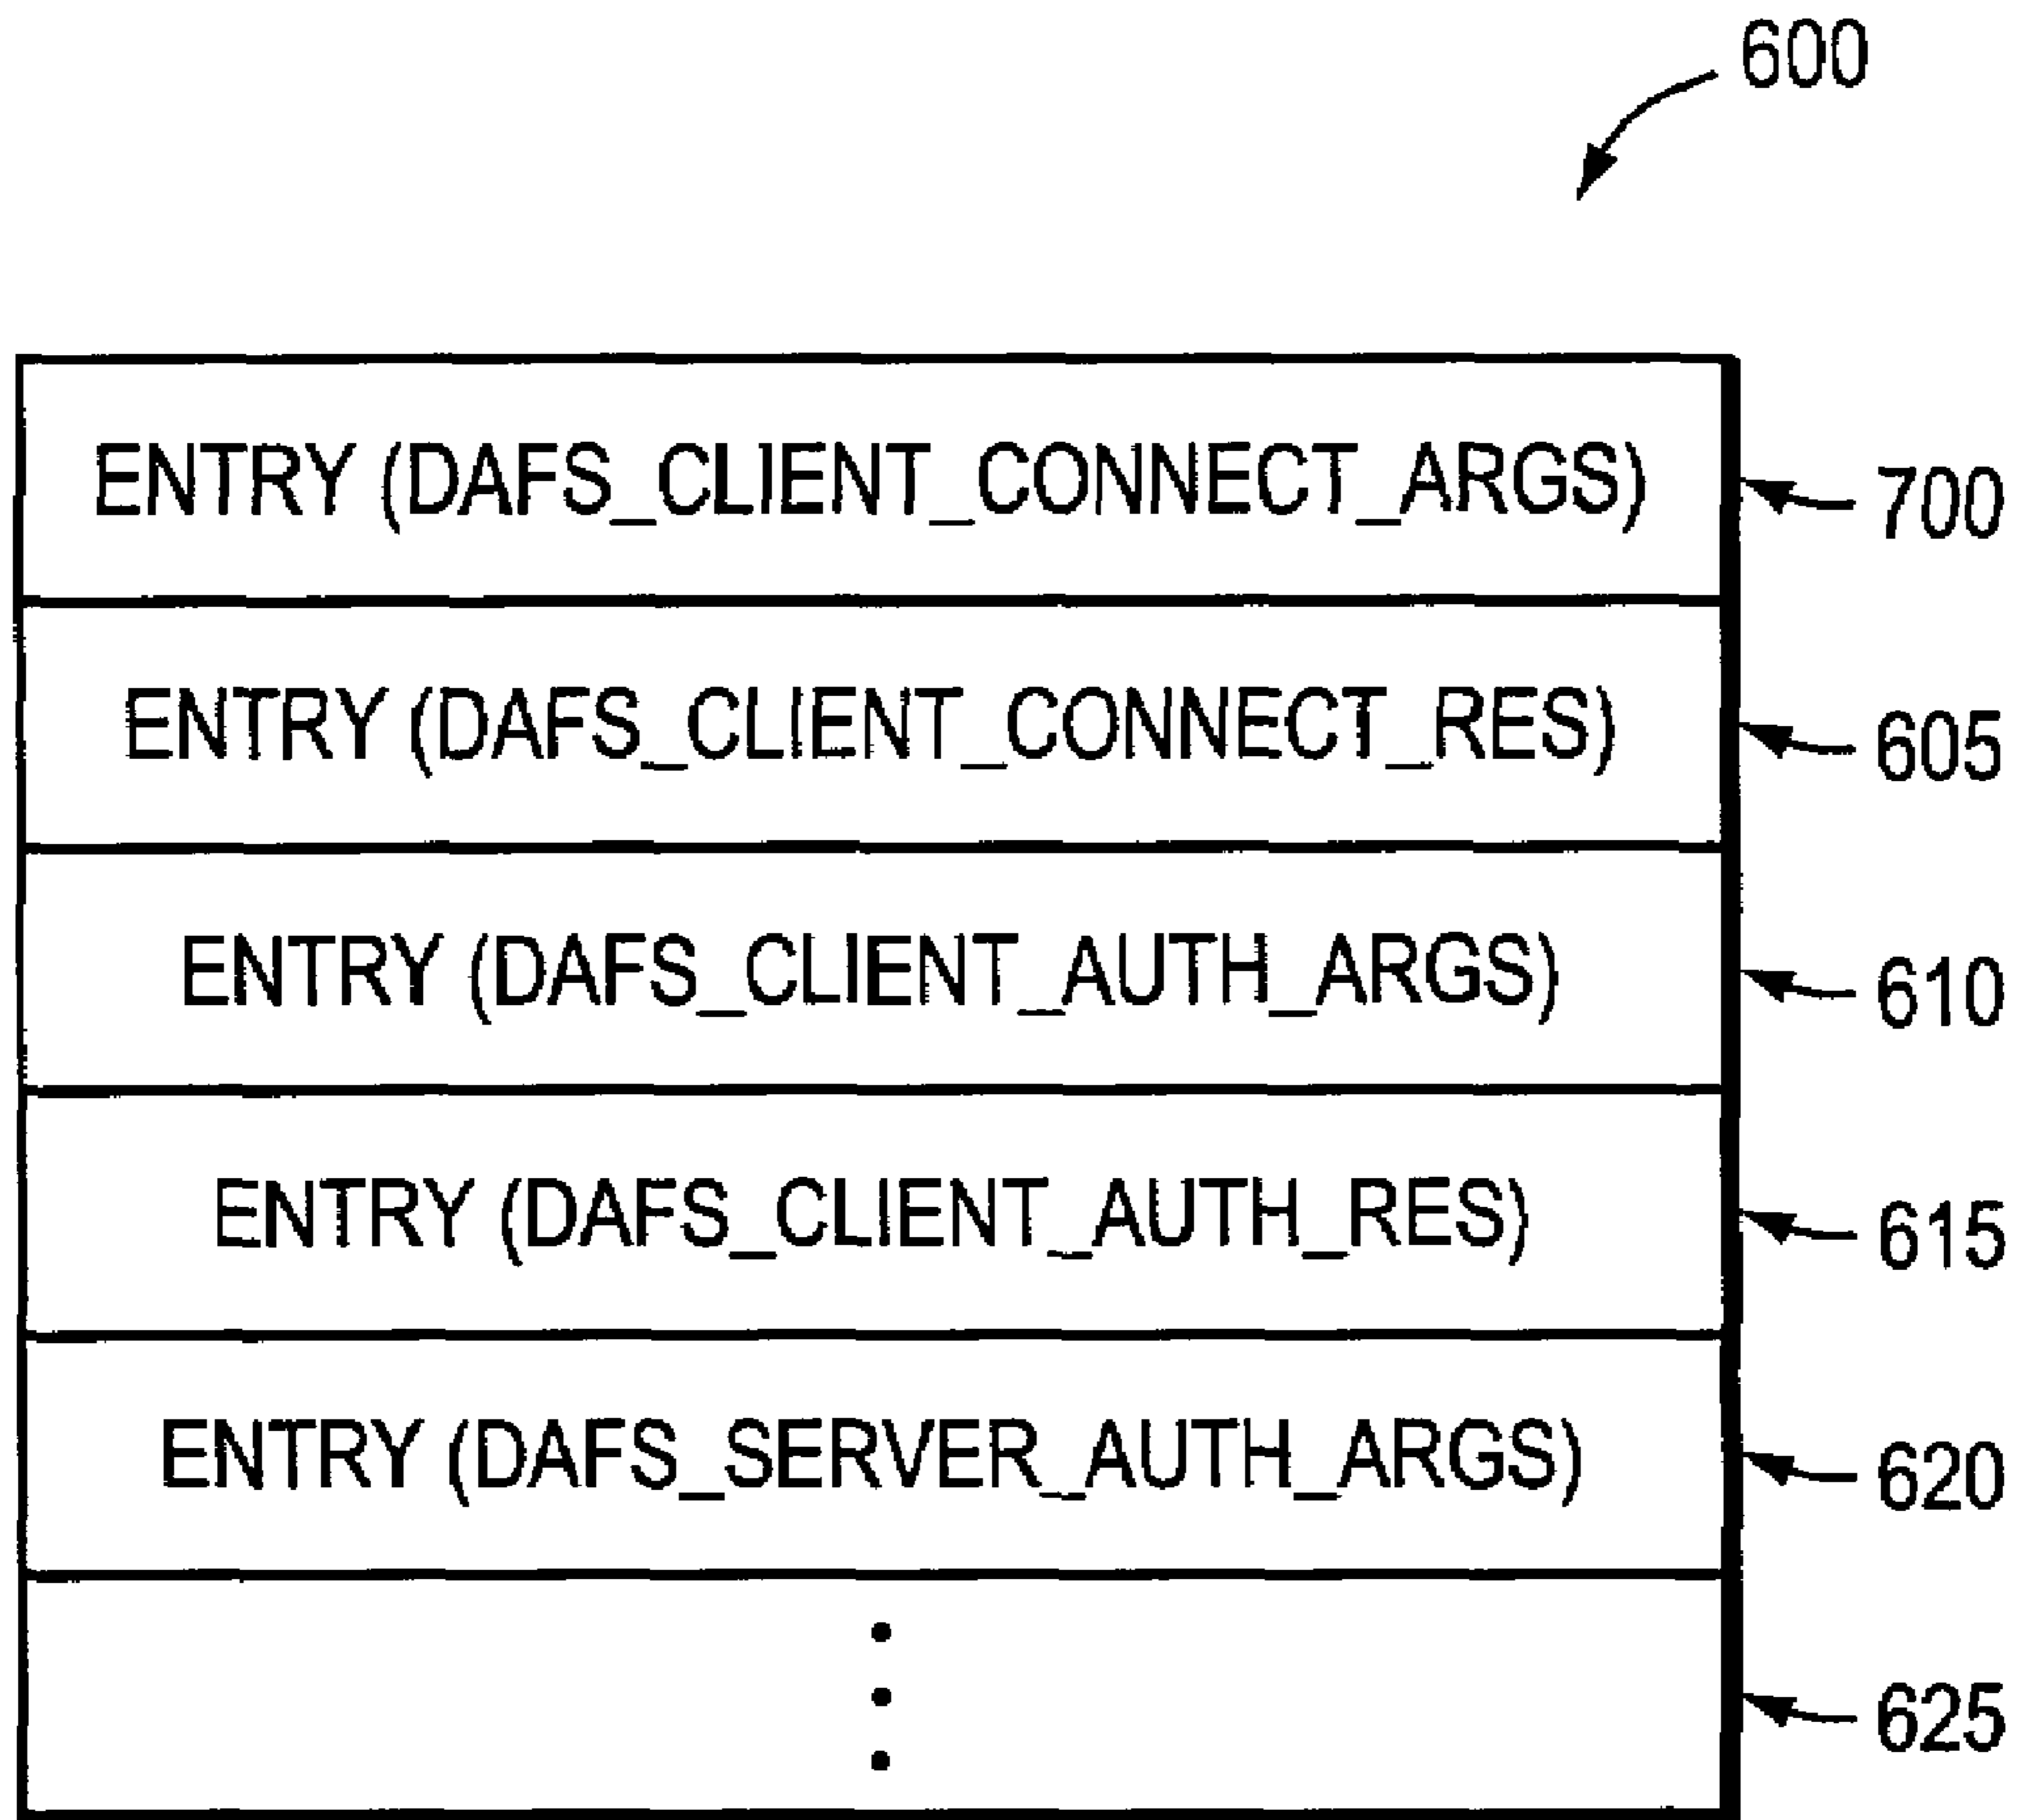 600
ENTRY (DAFS_CLIENT_CONNECT_ARGS) 700
ENTRY (DAFS_CLIENT_CONNECT_RES) 605
ENTRY (DAFS_CLIENT_AUTH_ARGS) 610
ENTRY (DAFS_CLIENT_AUTH_RES) 615
ENTRY (DAFS_SERVER_AUTH_ARGS) 620
625